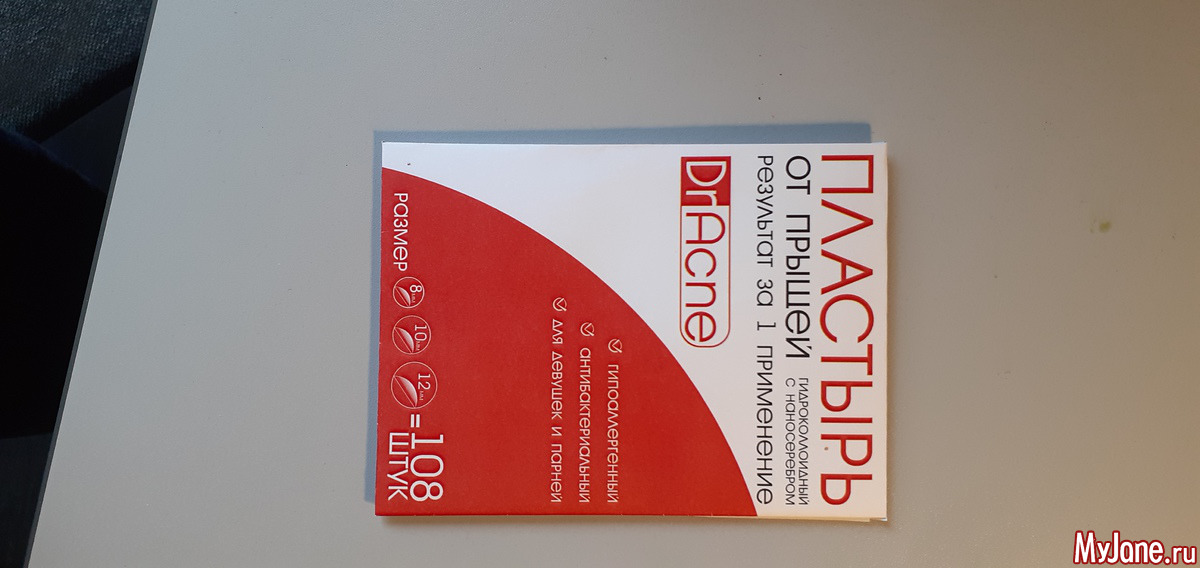 ПЛАСТЫРЬ
ОТ ПРЫЩЕЙ
ГИДРОКОЛЛОИДНЫЙ
С НАНОСЕРЕБРОМ
РЕЗУЛЬТАТ ЗА 1 ПРИМЕНЕНИЕ
DrAcne
ГИПОАЛЛЕРГЕННЫЙ
АНТИБАКТЕРИАЛЬНЫЙ
ДЛЯ ДЕВУШЕК И ПАРНЕЙ
РАЗМЕР 8мм 10мм 12мм =108
ШТУК
MyJane.ru